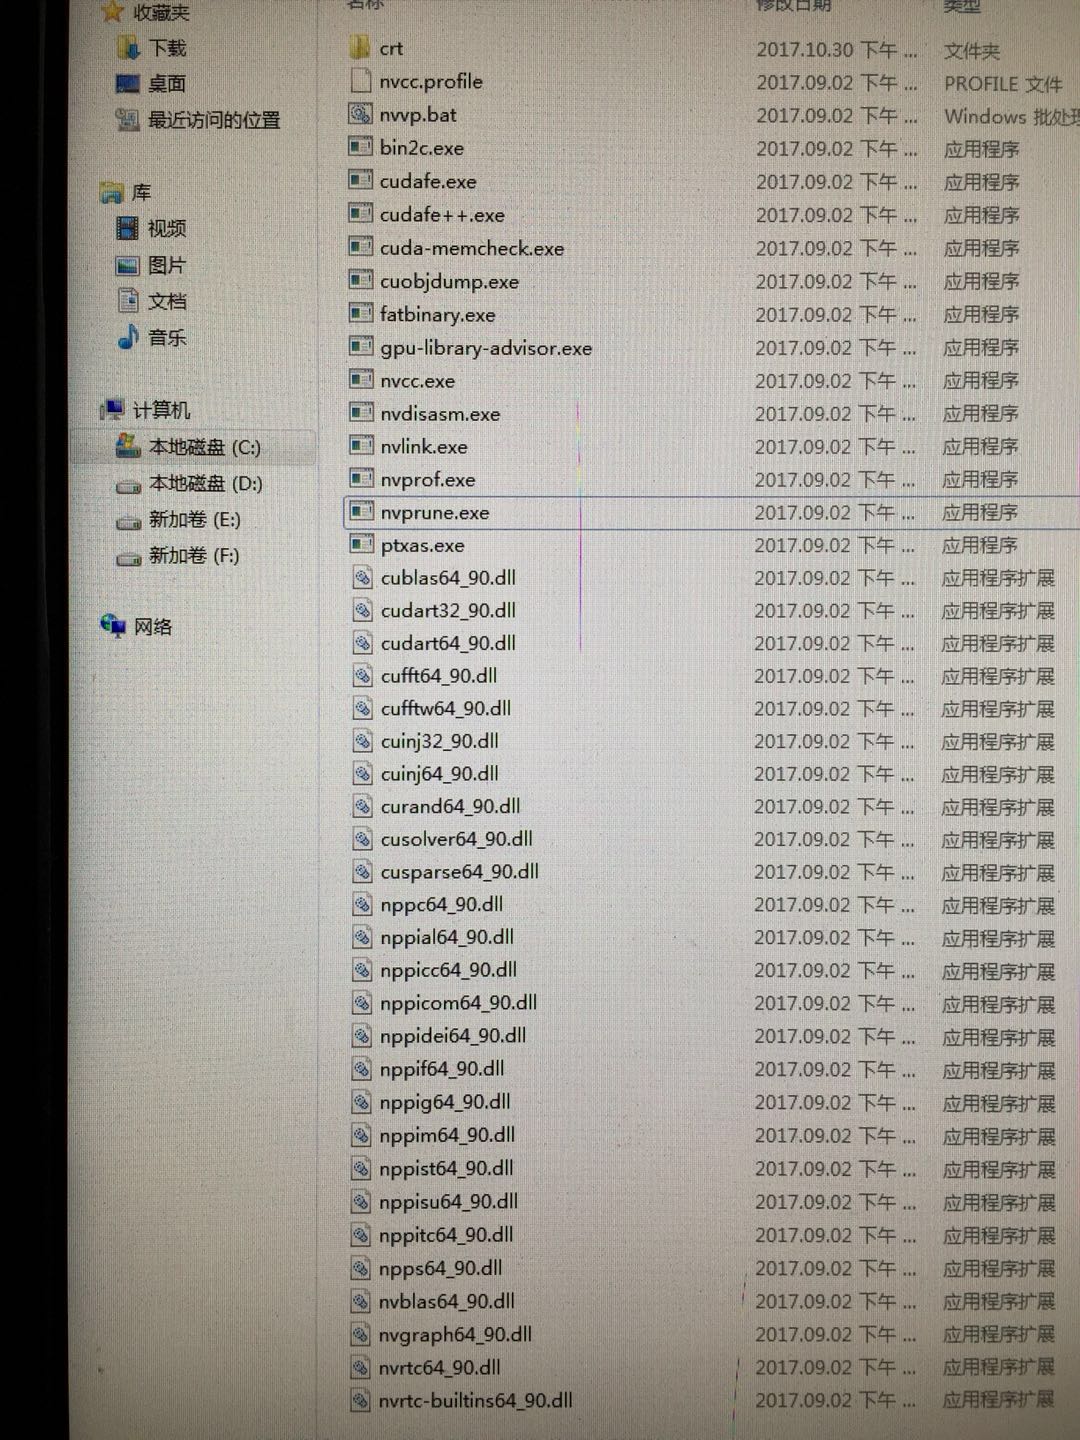 收藏夹
下载
桌面
最近访问的位置
库
视频
图片
文档
音乐
计算机
本地磁盘 (C:)
本地磁盘 (D:)
新加卷 (E:)
新加卷 (F:)
网络
名称 修改日期 类型
crt 2017.10.30 下午 ... 文件夹
nvcc.profile 2017.09.02 下午 ... PROFILE 文件
nvvp.bat 2017.09.02 下午 ... Windows 批处理
bin2c.exe 2017.09.02 下午 ... 应用程序
cudafe.exe 2017.09.02 下午 ... 应用程序
cudafe++.exe 2017.09.02 下午 ... 应用程序
cuda-memcheck.exe 2017.09.02 下午 ... 应用程序
cuobjdump.exe 2017.09.02 下午 ... 应用程序
fatbinary.exe 2017.09.02 下午 ... 应用程序
gpu-library-advisor.exe 2017.09.02 下午 ... 应用程序
nvcc.exe 2017.09.02 下午 ... 应用程序
nvdisasm.exe 2017.09.02 下午 ... 应用程序
nvlink.exe 2017.09.02 下午 ... 应用程序
nvprof.exe 2017.09.02 下午 ... 应用程序
nvprune.exe 2017.09.02 下午 ... 应用程序
ptxas.exe 2017.09.02 下午 ... 应用程序
cublas64_90.dll 2017.09.02 下午 ... 应用程序扩展
cudart32_90.dll 2017.09.02 下午 ... 应用程序扩展
cudart64_90.dll 2017.09.02 下午 ... 应用程序扩展
cufft64_90.dll 2017.09.02 下午 ... 应用程序扩展
cufftw64_90.dll 2017.09.02 下午 ... 应用程序扩展
cuinj32_90.dll 2017.09.02 下午 ... 应用程序扩展
cuinj64_90.dll 2017.09.02 下午 ... 应用程序扩展
curand64_90.dll 2017.09.02 下午 ... 应用程序扩展
cusolver64_90.dll 2017.09.02 下午 ... 应用程序扩展
cusparse64_90.dll 2017.09.02 下午 ... 应用程序扩展
nppc64_90.dll 2017.09.02 下午 ... 应用程序扩展
nppial64_90.dll 2017.09.02 下午 ... 应用程序扩展
nppicc64_90.dll 2017.09.02 下午 ... 应用程序扩展
nppicom64_90.dll 2017.09.02 下午 ... 应用程序扩展
nppidei64_90.dll 2017.09.02 下午 ... 应用程序扩展
nppif64_90.dll 2017.09.02 下午 ... 应用程序扩展
nppig64_90.dll 2017.09.02 下午 ... 应用程序扩展
nppim64_90.dll 2017.09.02 下午 ... 应用程序扩展
nppist64_90.dll 2017.09.02 下午 ... 应用程序扩展
nppisu64_90.dll 2017.09.02 下午 ... 应用程序扩展
nppitc64_90.dll 2017.09.02 下午 ... 应用程序扩展
npps64_90.dll 2017.09.02 下午 ... 应用程序扩展
nvblas64_90.dll 2017.09.02 下午 ... 应用程序扩展
nvgraph64_90.dll 2017.09.02 下午 ... 应用程序扩展
nvrtc64_90.dll 2017.09.02 下午 ... 应用程序扩展
nvrtc-builtins64_90.dll 2017.09.02 下午 ... 应用程序扩展